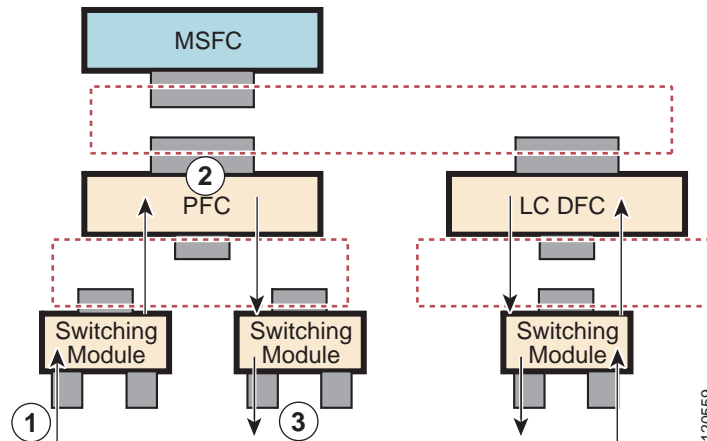 MSFC
2
PFC
LC DFC
Switching
Module
Switching
Module
Switching
Module
1
3
120559